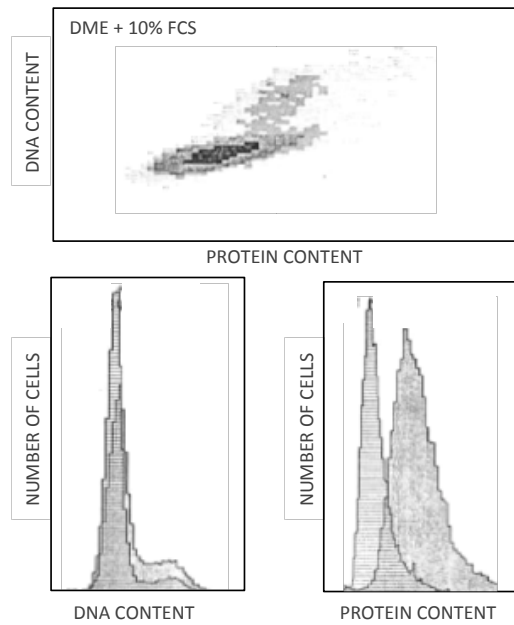 DME + 10% FCS
DNA CONTENT
PROTEIN CONTENT
NUMBER OF CELLS
NUMBER OF CELLS
DNA CONTENT
PROTEIN CONTENT